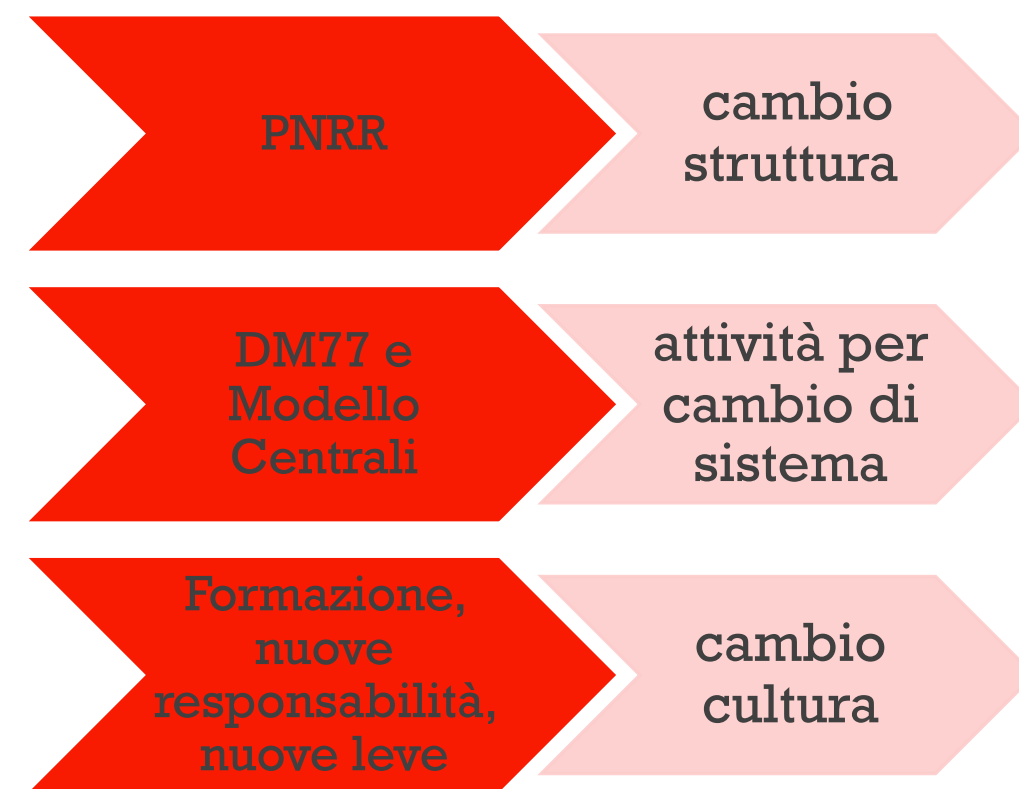 PNRR
cambio
struttura
DM77 e
Modello
Centrali
attività per
cambio di
sistema
Formazione,
nuove
responsabilità,
nuove leve
cambio
cultura